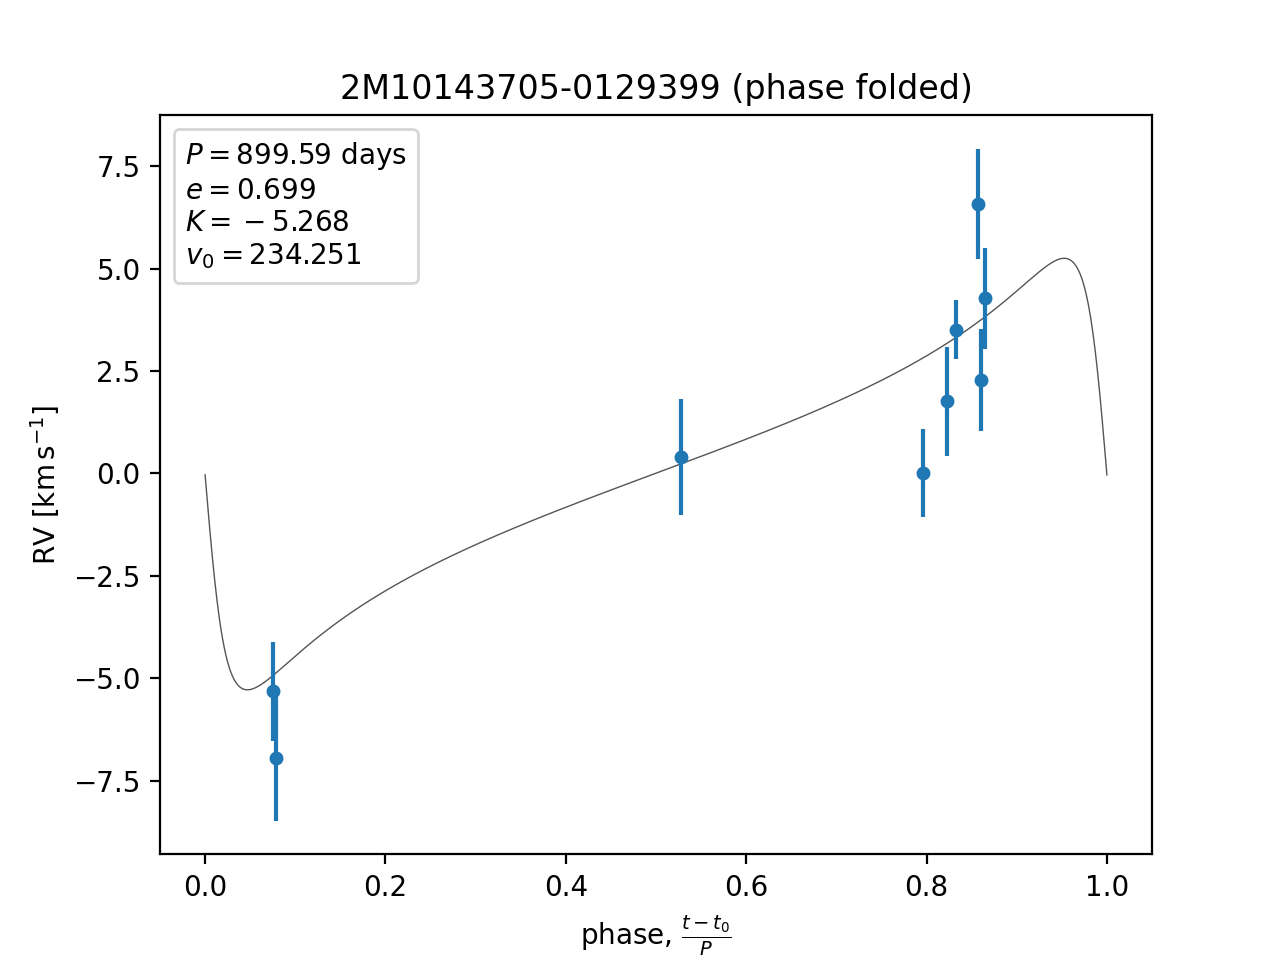 2M10143705-0129399 (phase folded)
P = 899.59 days
e = 0.699
K = −5.268
v₀ = 234.251
7.5
5.0
2.5
0.0
−2.5
−5.0
−7.5
RV [km s⁻¹]
0.0 0.2 0.4 0.6 0.8 1.0
phase, (t − t₀)/P